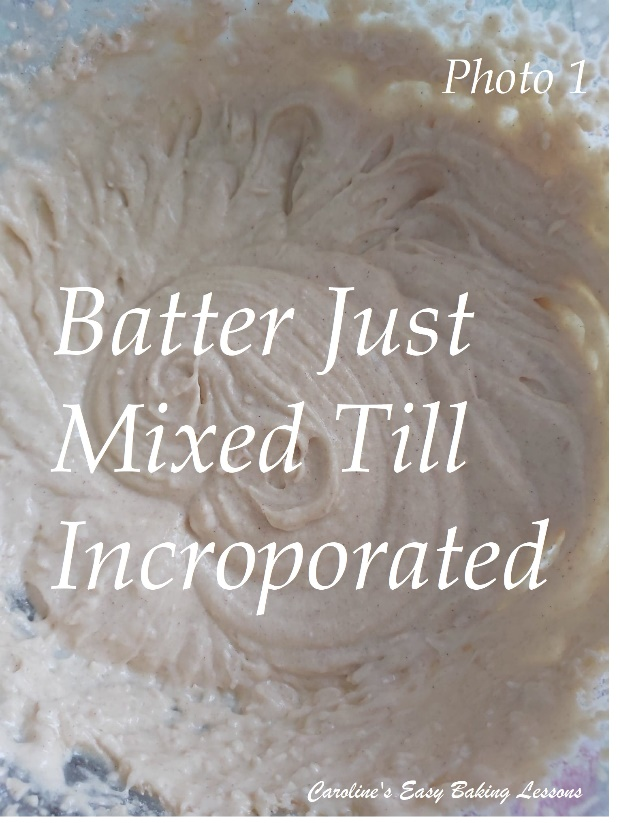 Photo 1
Batter Just
Mixed Till
Incroporated
Caroline's Easy Baking Lessons